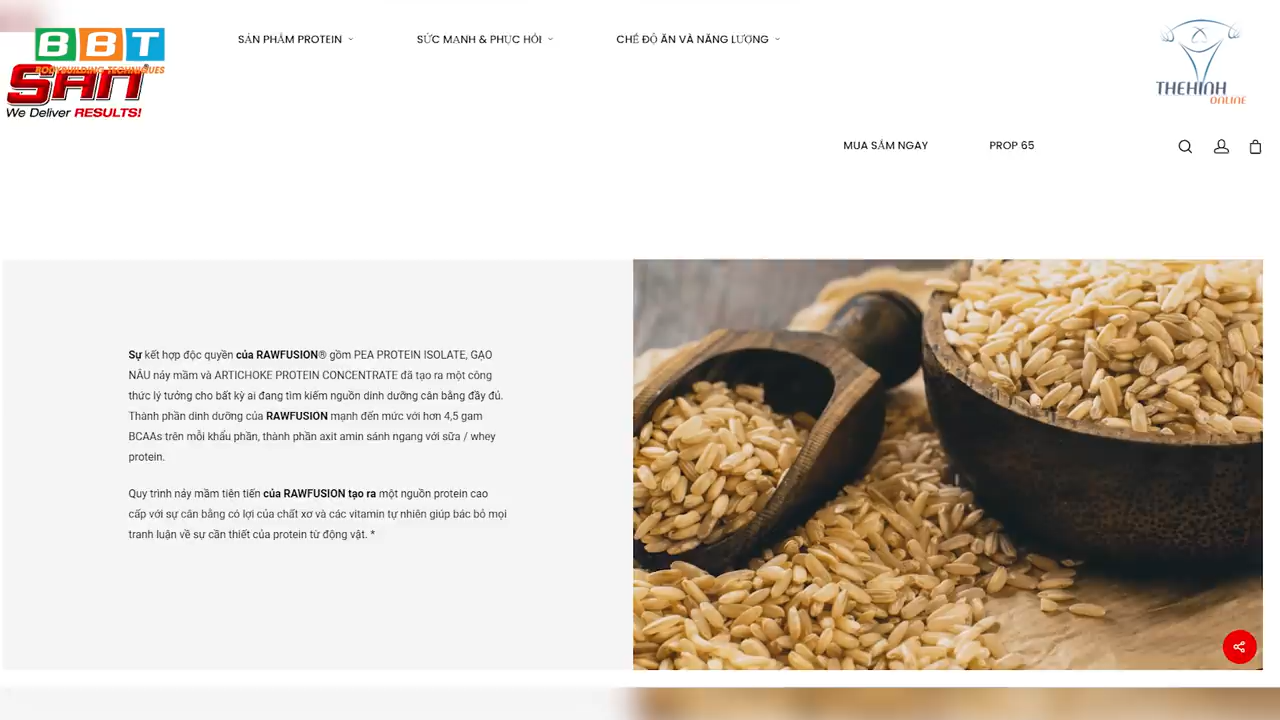 BBT
BODYBUILDING TECHNIQUES
SẢN PHẨM PROTEIN
SỨC MẠNH & PHỤC HỒI
CHẾ ĐỘ ĂN VÀ NĂNG LƯỢNG
THEHINH
ONLINE
SAN®
We Deliver RESULTS!
MUA SẮM NGAY
PROP 65
Sự kết hợp độc quyền của RAWFUSION® gồm PEA PROTEIN ISOLATE, GẠO
NÂU nảy mầm và ARTICHOKE PROTEIN CONCENTRATE đã tạo ra một công
thức lý tưởng cho bất kỳ ai đang tìm kiếm nguồn dinh dưỡng cân bằng đầy đủ.
Thành phần dinh dưỡng của RAWFUSION mạnh đến mức với hơn 4,5 gam
BCAAs trên mỗi khẩu phần, thành phần axit amin sánh ngang với sữa / whey
protein.
Quy trình nảy mầm tiên tiến của RAWFUSION tạo ra một nguồn protein cao
cấp với sự cân bằng có lợi của chất xơ và các vitamin tự nhiên giúp bác bỏ mọi
tranh luận về sự cần thiết của protein từ động vật. *